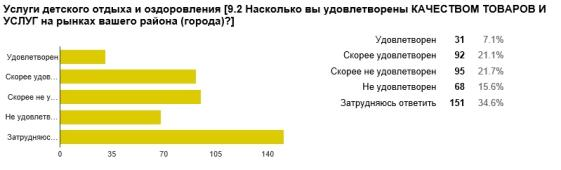 Услуги детского отдыха и оздоровления [9.2 Насколько вы удовлетворены КАЧЕСТВОМ ТОВАРОВ И
УСЛУГ на рынках вашего района (города)?]
Удовлетворен
Скорее удов...
Скорее не у...
Не удовлетв...
Затрудняюс...
0 35 70 105 140
Удовлетворен 31 7.1%
Скорее удовлетворен 92 21.1%
Скорее не удовлетворен 95 21.7%
Не удовлетворен 68 15.6%
Затрудняюсь ответить 151 34.6%